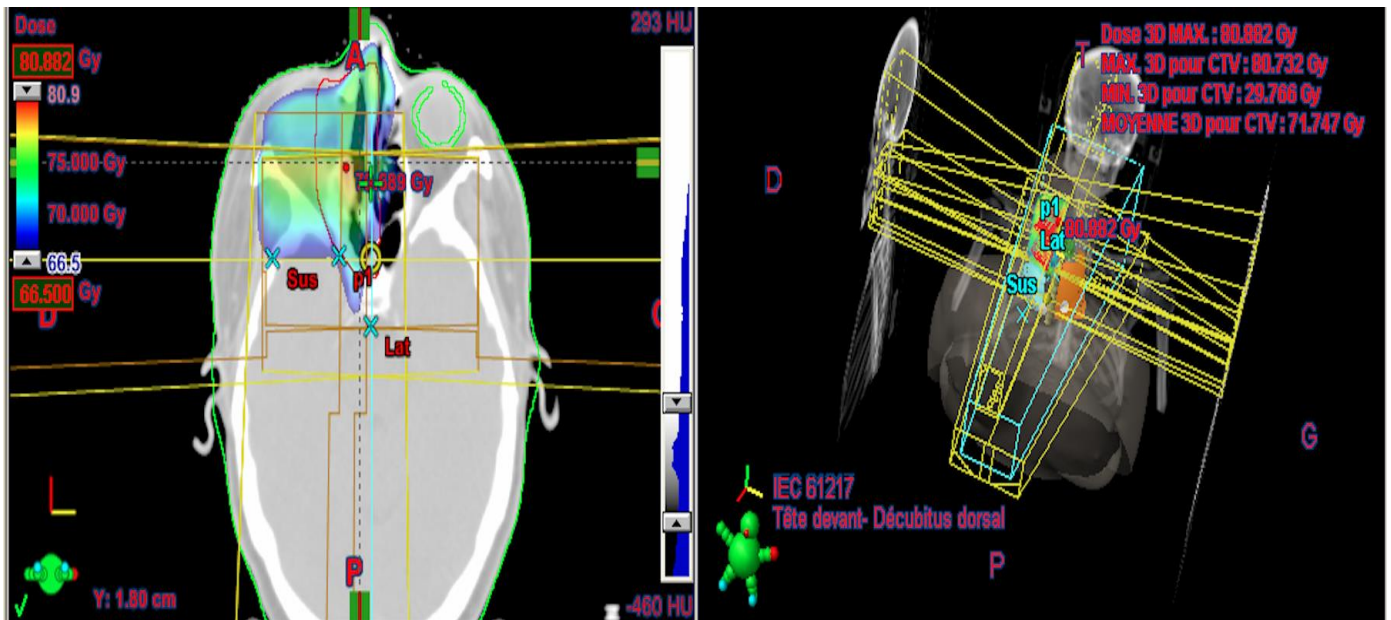 Dose
293 HU
80.882 Gy
A
80.9
75.000 Gy
70.000 Gy
66.5
Sus
p1
66.500 Gy
D
Lat
P
Y: 1.80 cm
-460 HU
Dose 3D MAX. : 80.882 Gy
T
MAX. 3D pour CTV : 80.732 Gy
MIN. 3D pour CTV : 29.766 Gy
MOYENNE 3D pour CTV : 71.747 Gy
D
p1
80.882 Gy
Lat
Sus
G
IEC 61217
Tête devant- Décubitus dorsal
P